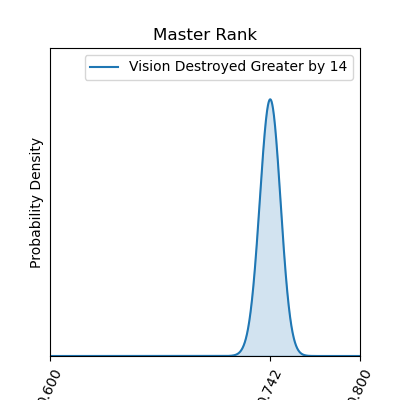 Master Rank
Vision Destroyed Greater by 14
Probability Density
0.600
0.742
0.800